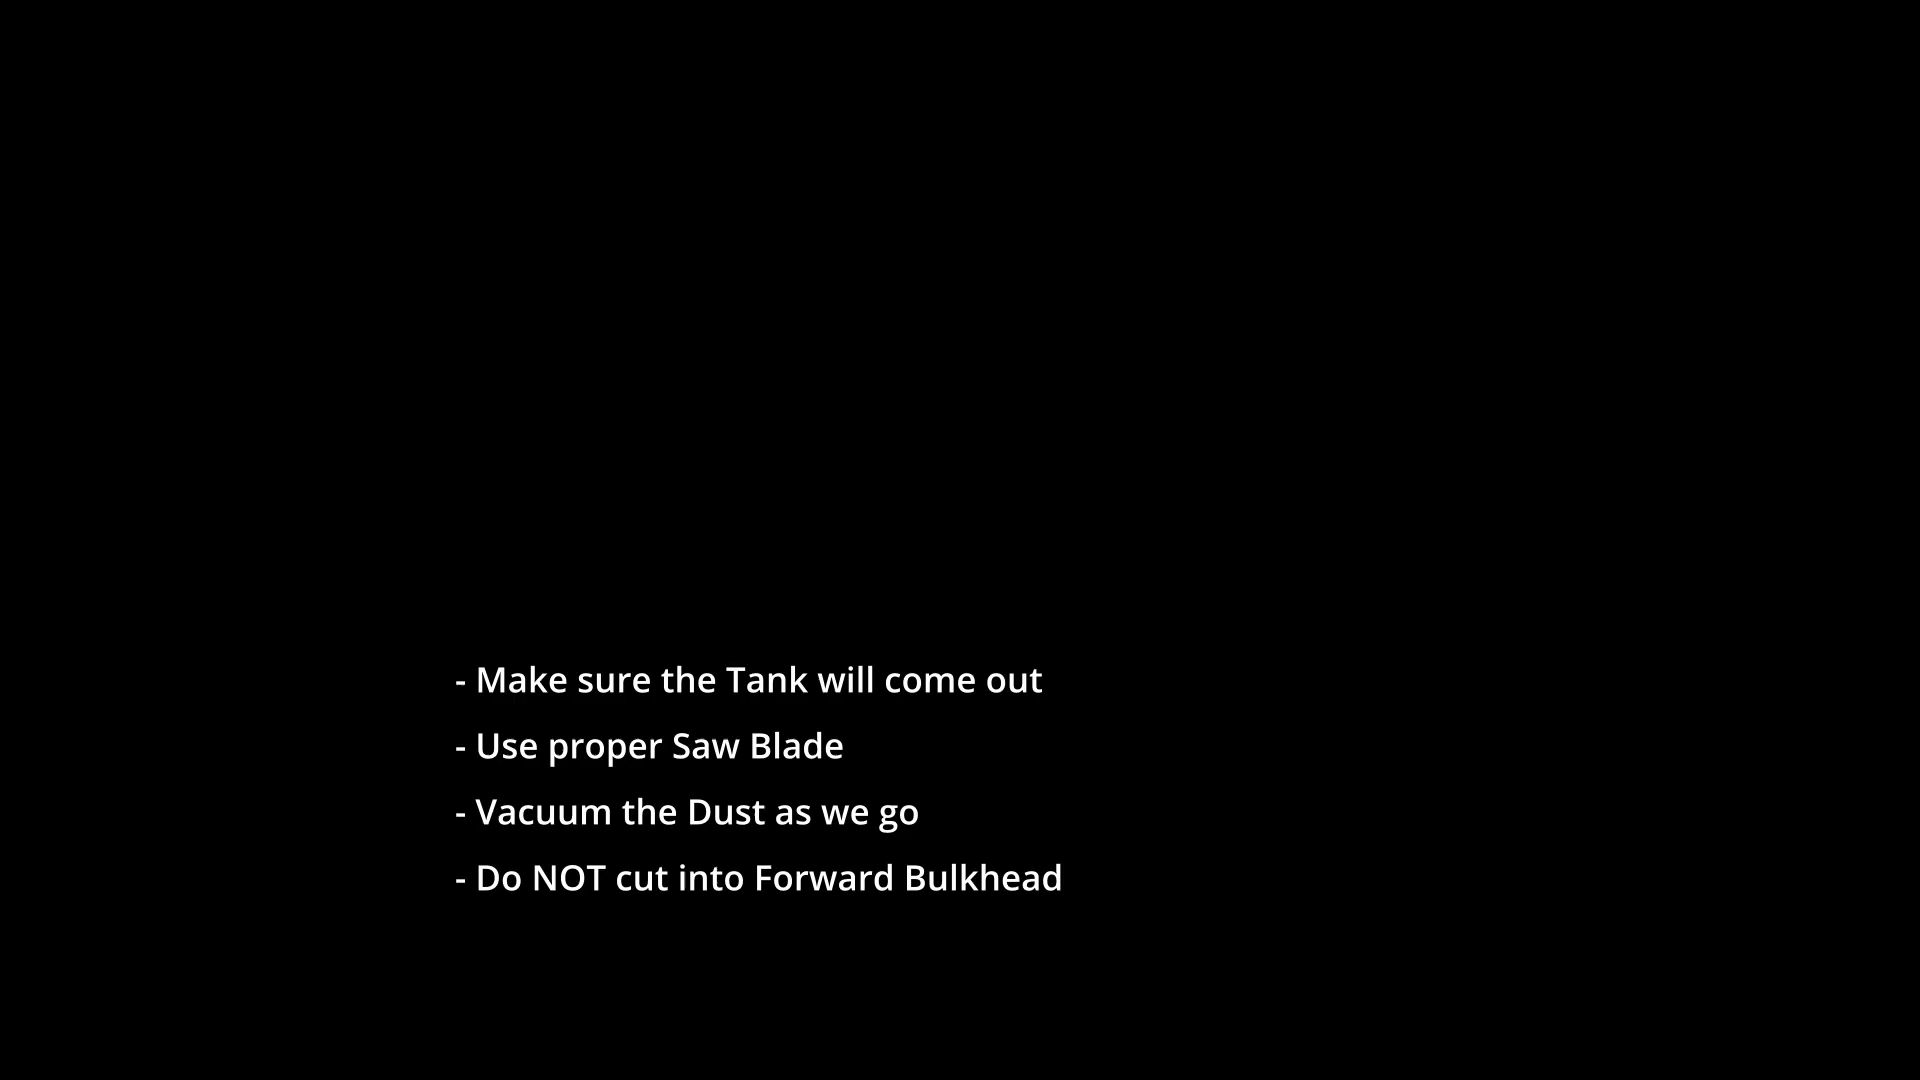 - Make sure the Tank will come out
- Use proper Saw Blade
- Vacuum the Dust as we go
- Do NOT cut into Forward Bulkhead